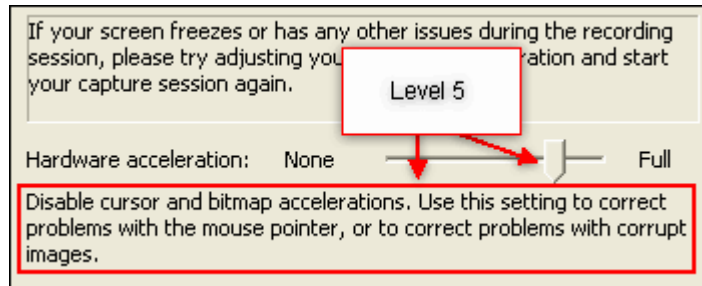 If your screen freezes or has any other issues during the recording
session, please try adjusting you ration and start
your capture session again.
Level 5
Hardware acceleration: None Full
Disable cursor and bitmap accelerations. Use this setting to correct
problems with the mouse pointer, or to correct problems with corrupt
images.